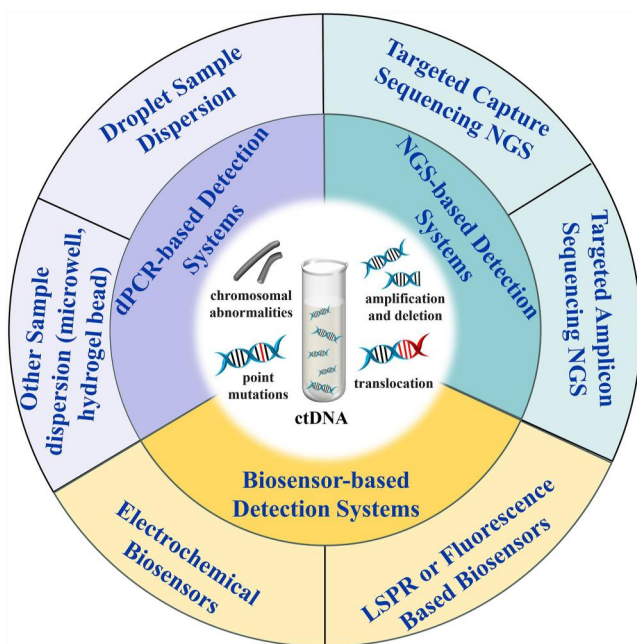 Droplet Sample
Dispersion
Targeted Capture
Sequencing NGS
dPCR-based Detection
Systems
NGS-based Detection
Systems
Other Sample
dispersion (microwell,
hydrogel bead)
Targeted Amplicon
Sequencing NGS
chromosomal
abnormalities
amplification
and deletion
point
mutations
translocation
ctDNA
Biosensor-based
Detection Systems
Electrochemical
Biosensors
LSPR or Fluorescence
Based Biosensors